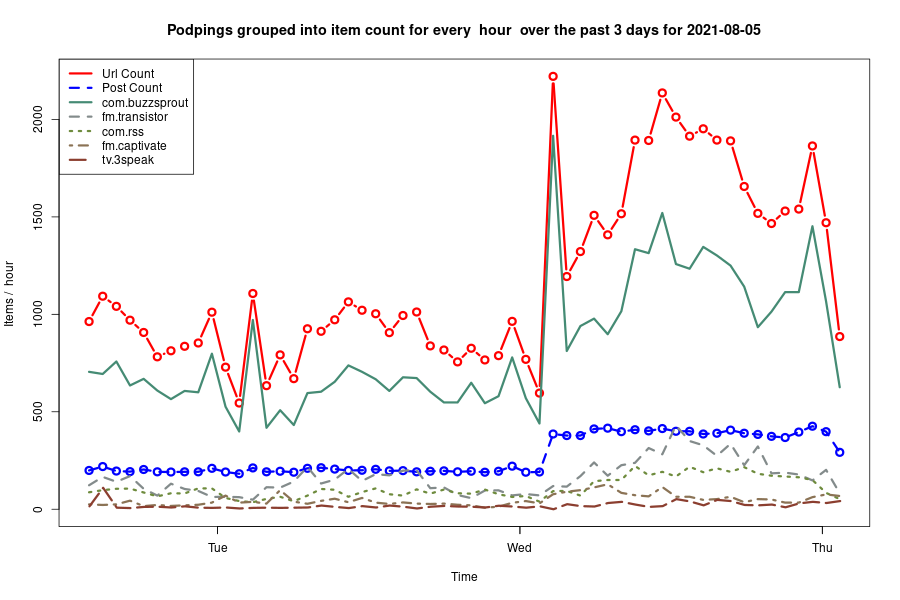 Podpings grouped into item count for every  hour  over the past 3 days for 2021-08-05
Url Count
Post Count
com.buzzsprout
fm.transistor
com.rss
fm.captivate
tv.3speak
Items /  hour
2000
1500
1000
500
0
Tue
Wed
Thu
Time